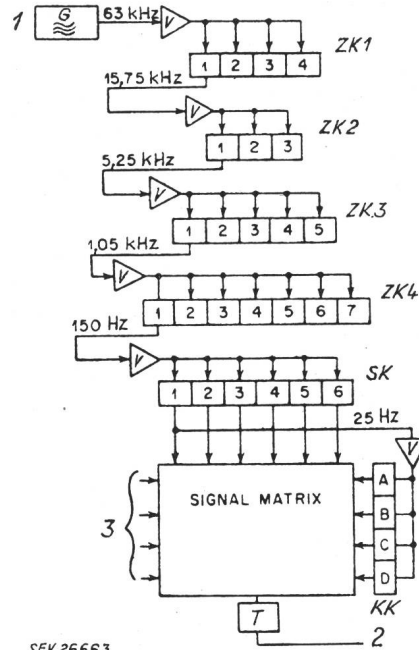 1 G 63 kHz V ZK1
1 2 3 4
15,75 kHz V ZK2
1 2 3
5,25 kHz V ZK3
1 2 3 4 5
1,05 kHz V ZK4
1 2 3 4 5 6 7
150 Hz V SK
1 2 3 4 5 6
25 Hz
V
A
SIGNAL MATRIX
B
3
C
D
KK
T
2